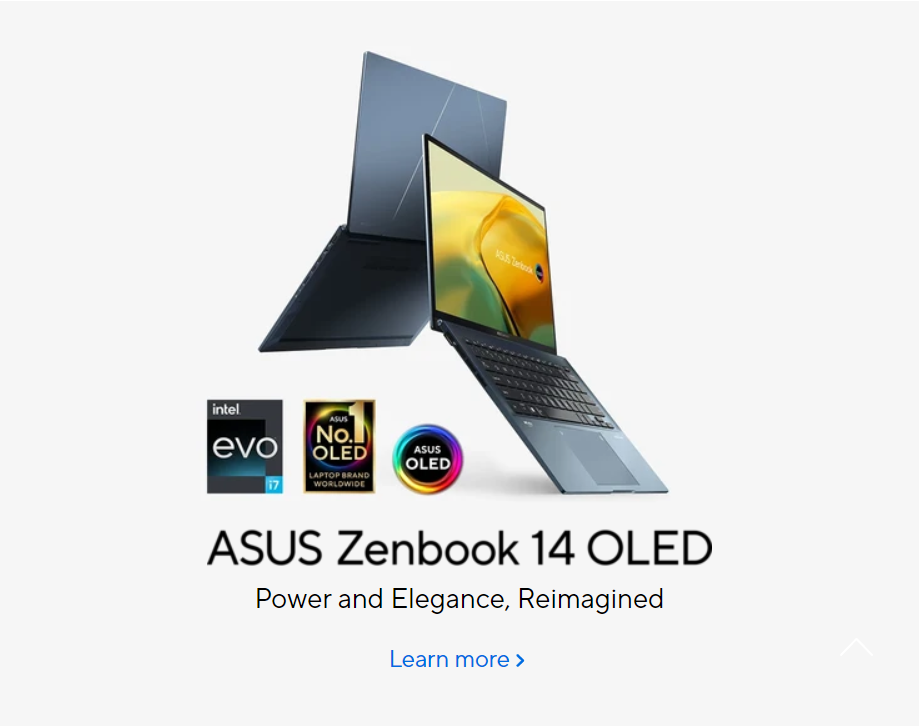 ASUS Zenbook
intel.
evo
i7
ASUS
No.1
OLED
LAPTOP BRAND
WORLDWIDE
ASUS
OLED
ASUS Zenbook 14 OLED
Power and Elegance, Reimagined
Learn more >